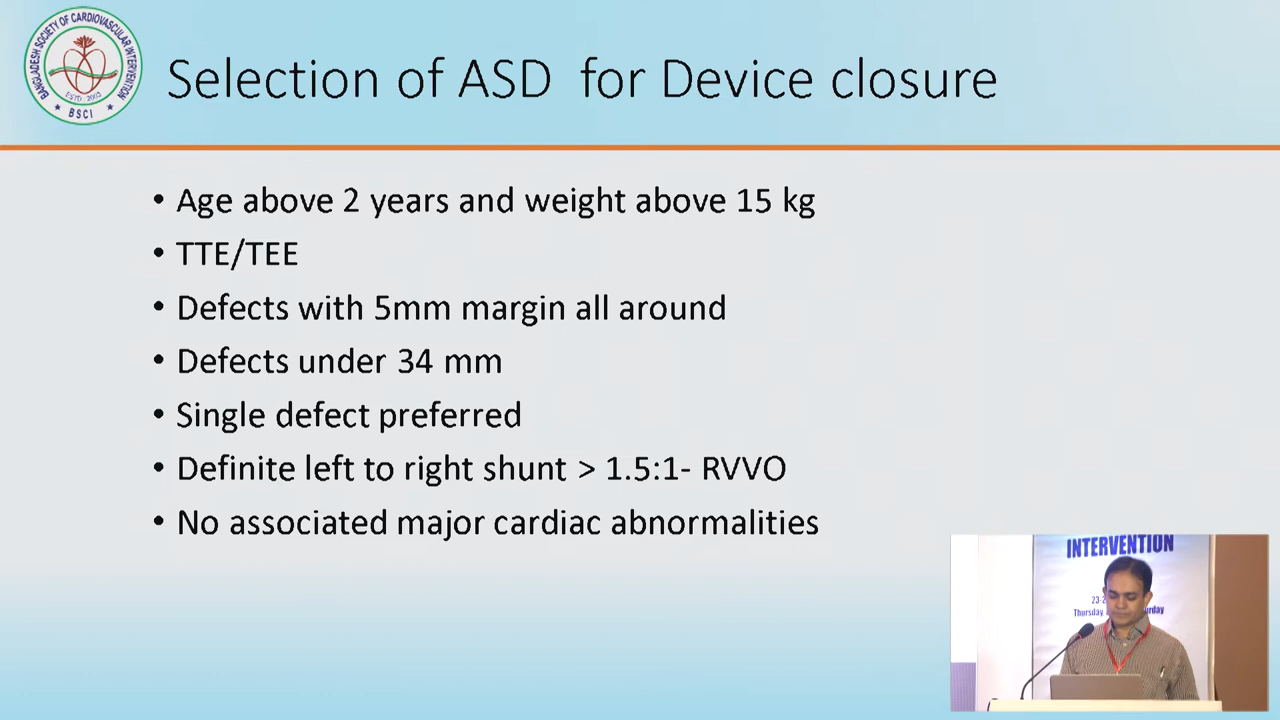 BANGLADESH SOCIETY OF CARDIOVASCULAR INTERVENTION
ESTD : 2003
BSCI
Selection of ASD for Device closure
• Age above 2 years and weight above 15 kg
• TTE/TEE
• Defects with 5mm margin all around
• Defects under 34 mm
• Single defect preferred
• Definite left to right shunt > 1.5:1- RVVO
• No associated major cardiac abnormalities
INTERVENTION
Thursday,